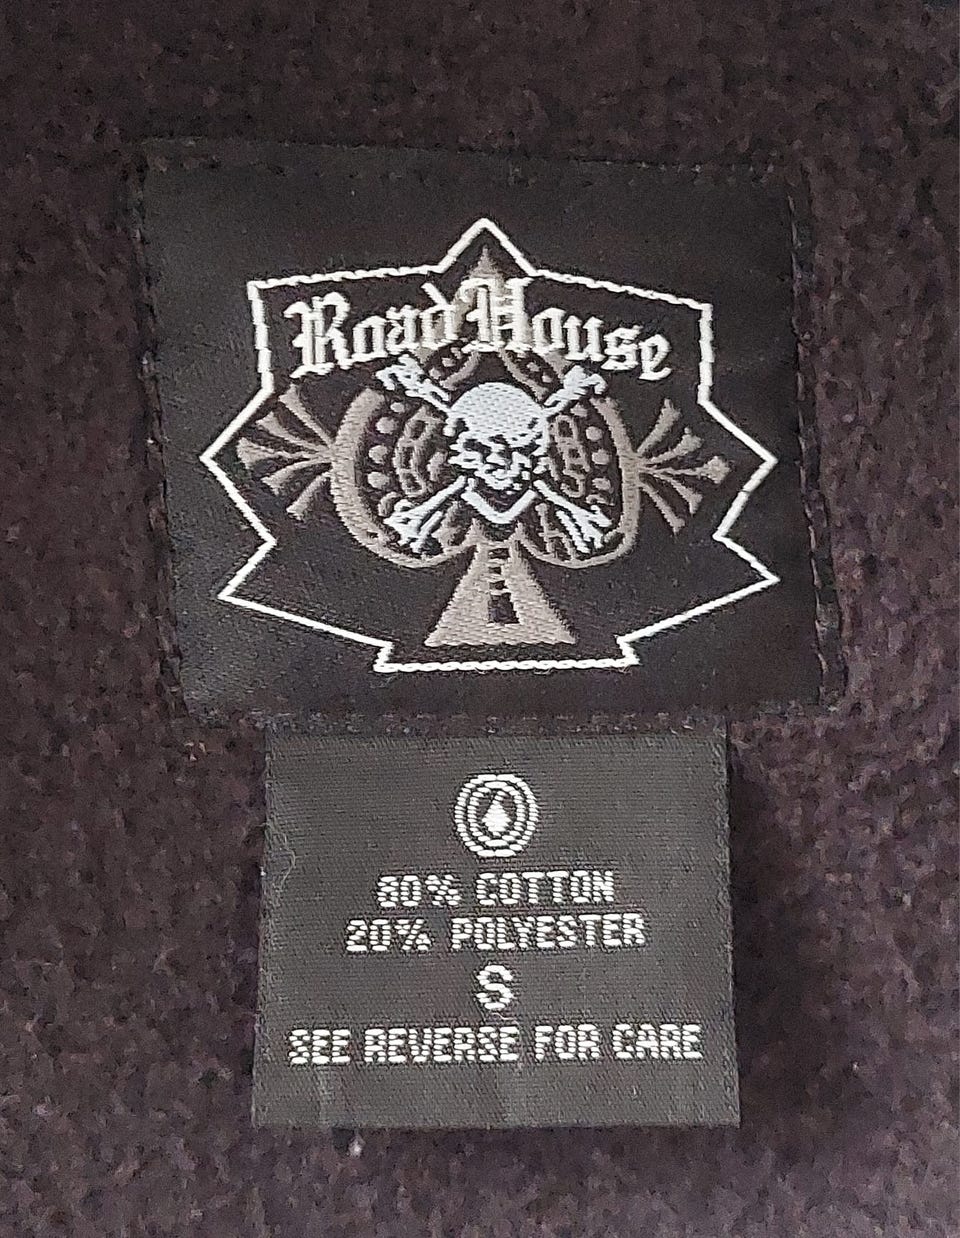 Road House
80% COTTON
20% POLYESTER
S
SEE REVERSE FOR CARE